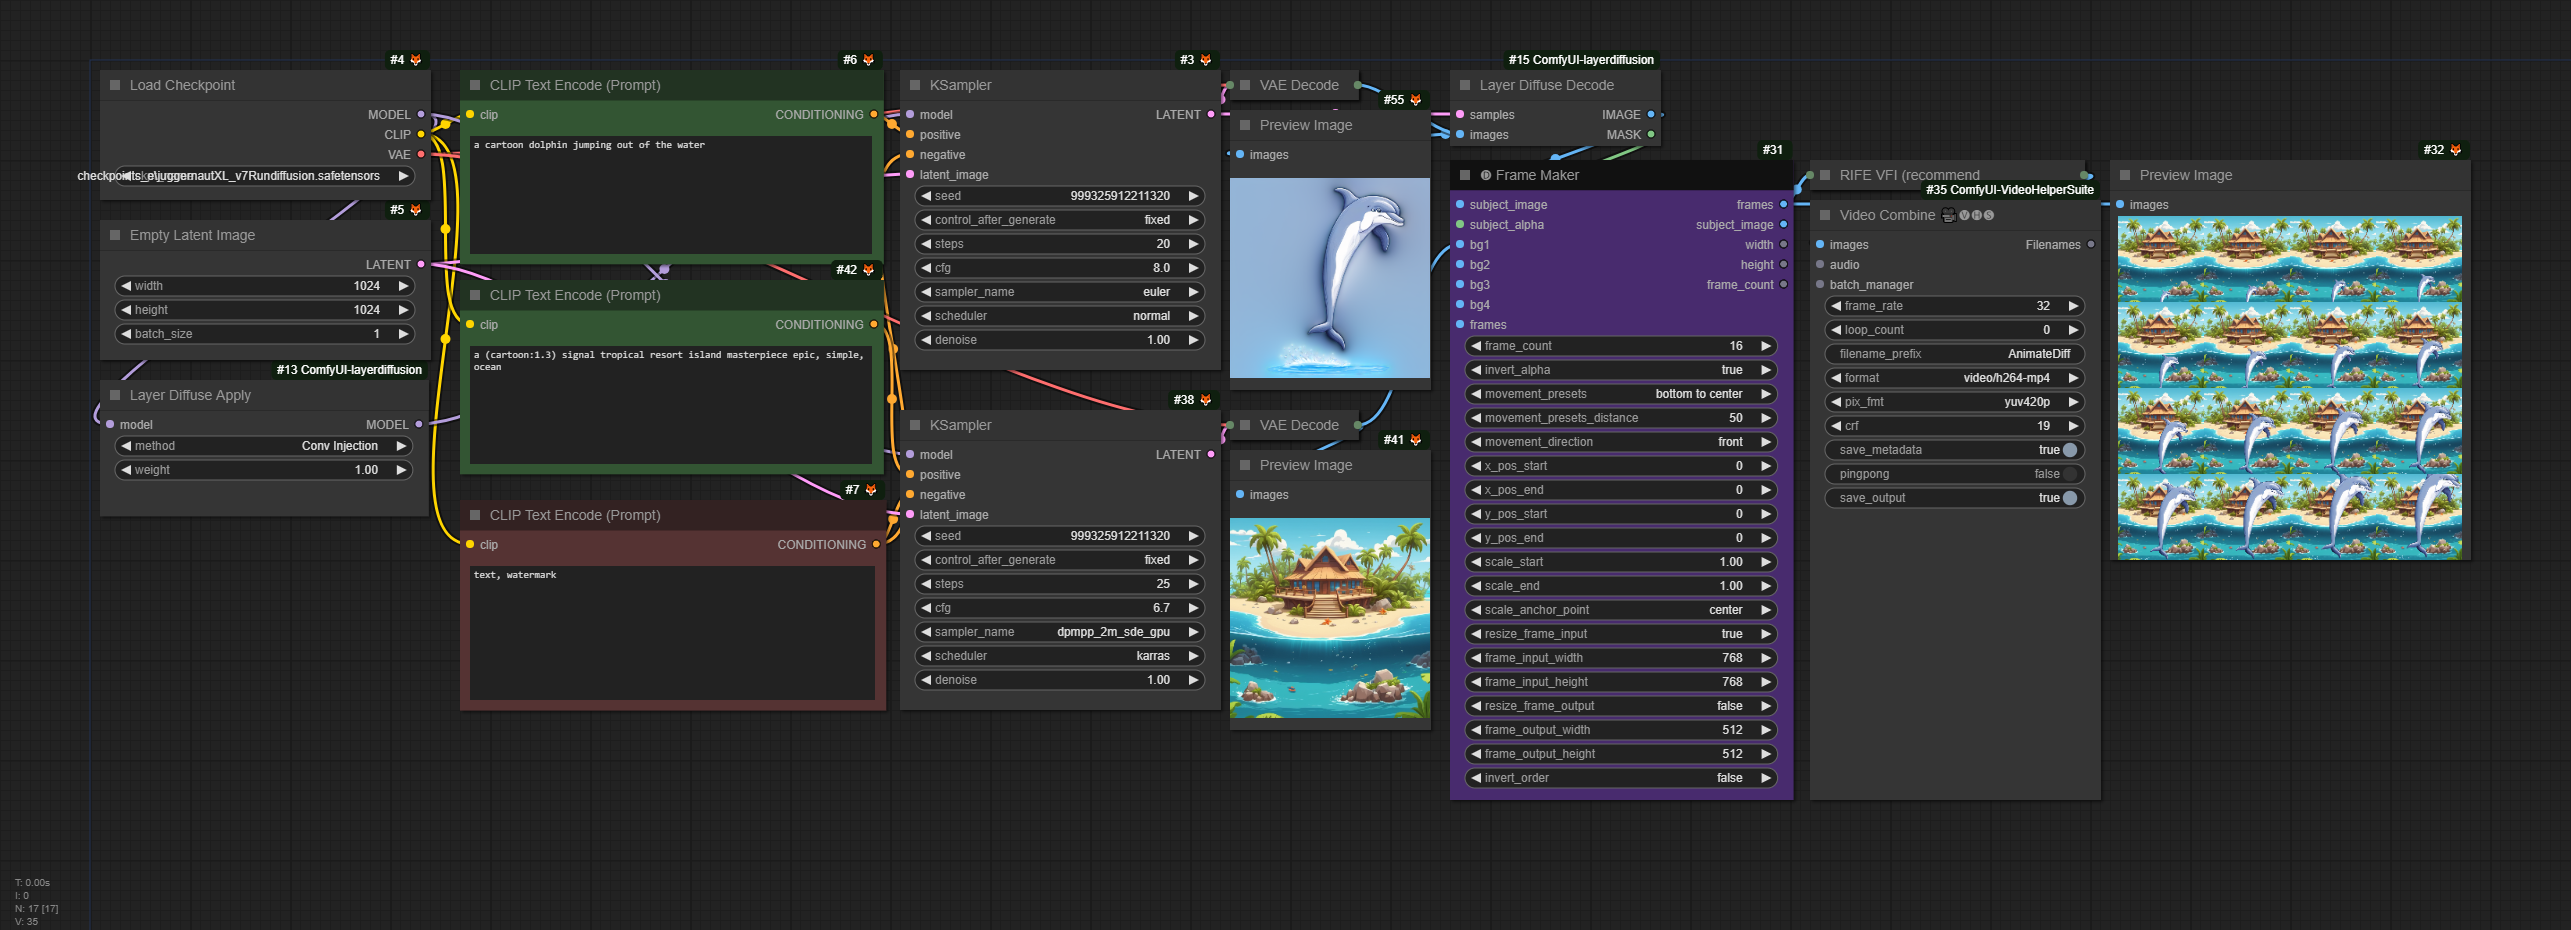 #4
Load Checkpoint
MODEL
CLIP
VAE
juggernautXL_v7Rundiffusion.safetensors
#5
Empty Latent Image
LATENT
width 1024
height 1024
batch_size 1
#13 ComfyUI-layerdiffusion
Layer Diffuse Apply
model MODEL
method Conv Injection
weight 1.00
#6
CLIP Text Encode (Prompt)
clip CONDITIONING
a cartoon dolphin jumping out of the water
#42
CLIP Text Encode (Prompt)
clip CONDITIONING
a (cartoon:1.3) signal tropical resort island masterpiece epic, simple,
ocean
#7
CLIP Text Encode (Prompt)
clip CONDITIONING
text, watermark
#3
KSampler
model LATENT
positive
negative
latent_image
seed 999325912211320
control_after_generate fixed
steps 20
cfg 8.0
sampler_name euler
scheduler normal
denoise 1.00
#38
KSampler
model LATENT
positive
negative
latent_image
seed 999325912211320
control_after_generate fixed
steps 25
cfg 6.7
sampler_name dpmpp_2m_sde_gpu
scheduler karras
denoise 1.00
VAE Decode
#55
Preview Image
images
VAE Decode
#41
Preview Image
images
#15 ComfyUI-layerdiffusion
Layer Diffuse Decode
samples IMAGE
images MASK
#31
Frame Maker
subject_image frames
subject_alpha subject_image
bg1 width
bg2 height
bg3 frame_count
bg4
frames
frame_count 16
invert_alpha true
movement_presets bottom to center
movement_presets_distance 50
movement_direction front
x_pos_start 0
x_pos_end 0
y_pos_start 0
y_pos_end 0
scale_start 1.00
scale_end 1.00
scale_anchor_point center
resize_frame_input true
frame_input_width 768
frame_input_height 768
resize_frame_output false
frame_output_width 512
frame_output_height 512
invert_order false
RIFE VFI (recommend
#35 ComfyUI-VideoHelperSuite
Video Combine 🎥🅥🅗🅢
images Filenames
audio
batch_manager
frame_rate 32
loop_count 0
filename_prefix AnimateDiff
format video/h264-mp4
pix_fmt yuv420p
crf 19
save_metadata true
pingpong false
save_output true
#32
Preview Image
images
T: 0.00s
I: 0
N: 17 [17]
V: 35